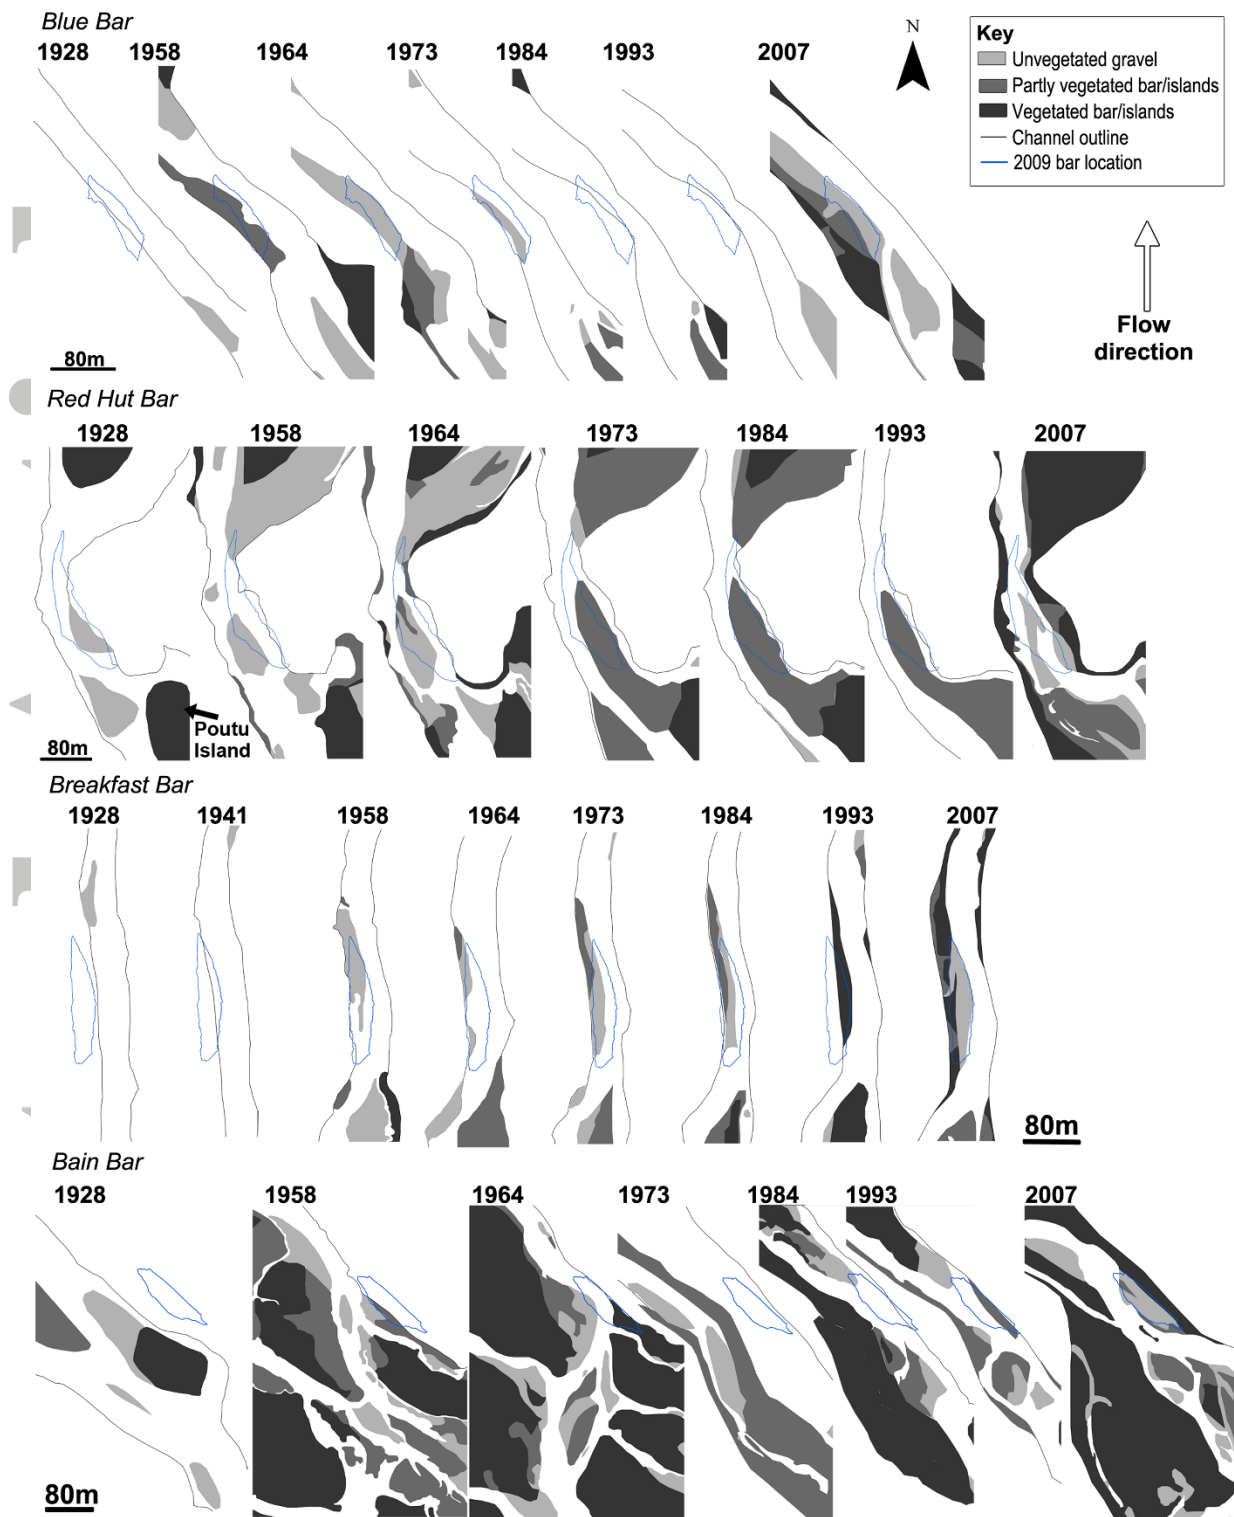 Blue Bar
1928 1958 1964 1973 1984 1993 2007
N
Key
Unvegetated gravel
Partly vegetated bar/islands
Vegetated bar/islands
Channel outline
2009 bar location
Flow
direction
80m
Red Hut Bar
1928 1958 1964 1973 1984 1993 2007
Poutu
Island
80m
Breakfast Bar
1928 1941 1958 1964 1973 1984 1993 2007
80m
Bain Bar
1928 1958 1964 1973 1984 1993 2007
80m